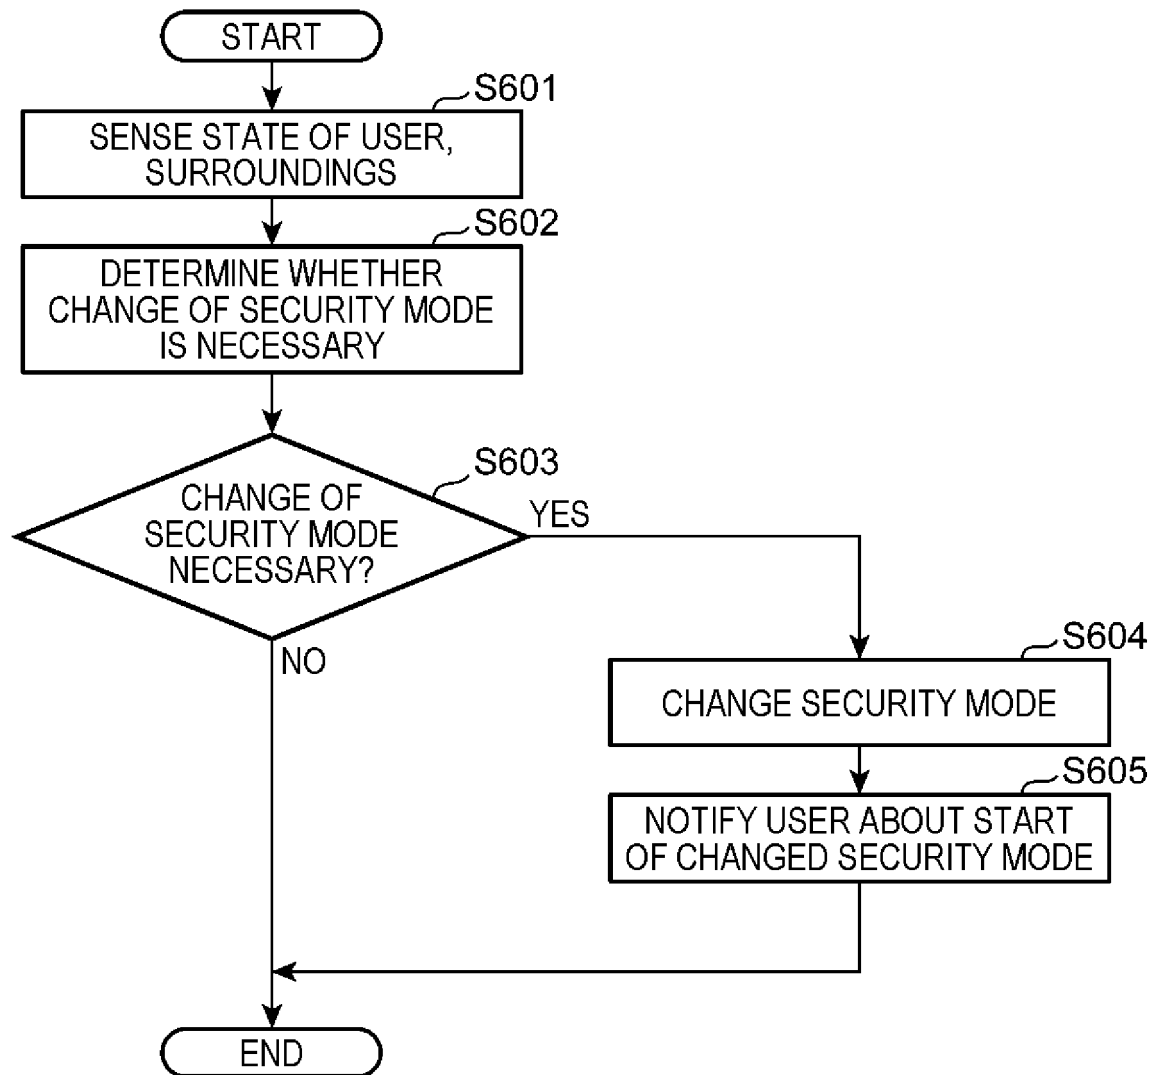 START
S601
SENSE STATE OF USER,
SURROUNDINGS
S602
DETERMINE WHETHER
CHANGE OF SECURITY MODE
IS NECESSARY
S603
CHANGE OF
SECURITY MODE
NECESSARY?
YES
NO
S604
CHANGE SECURITY MODE
S605
NOTIFY USER ABOUT START
OF CHANGED SECURITY MODE
END